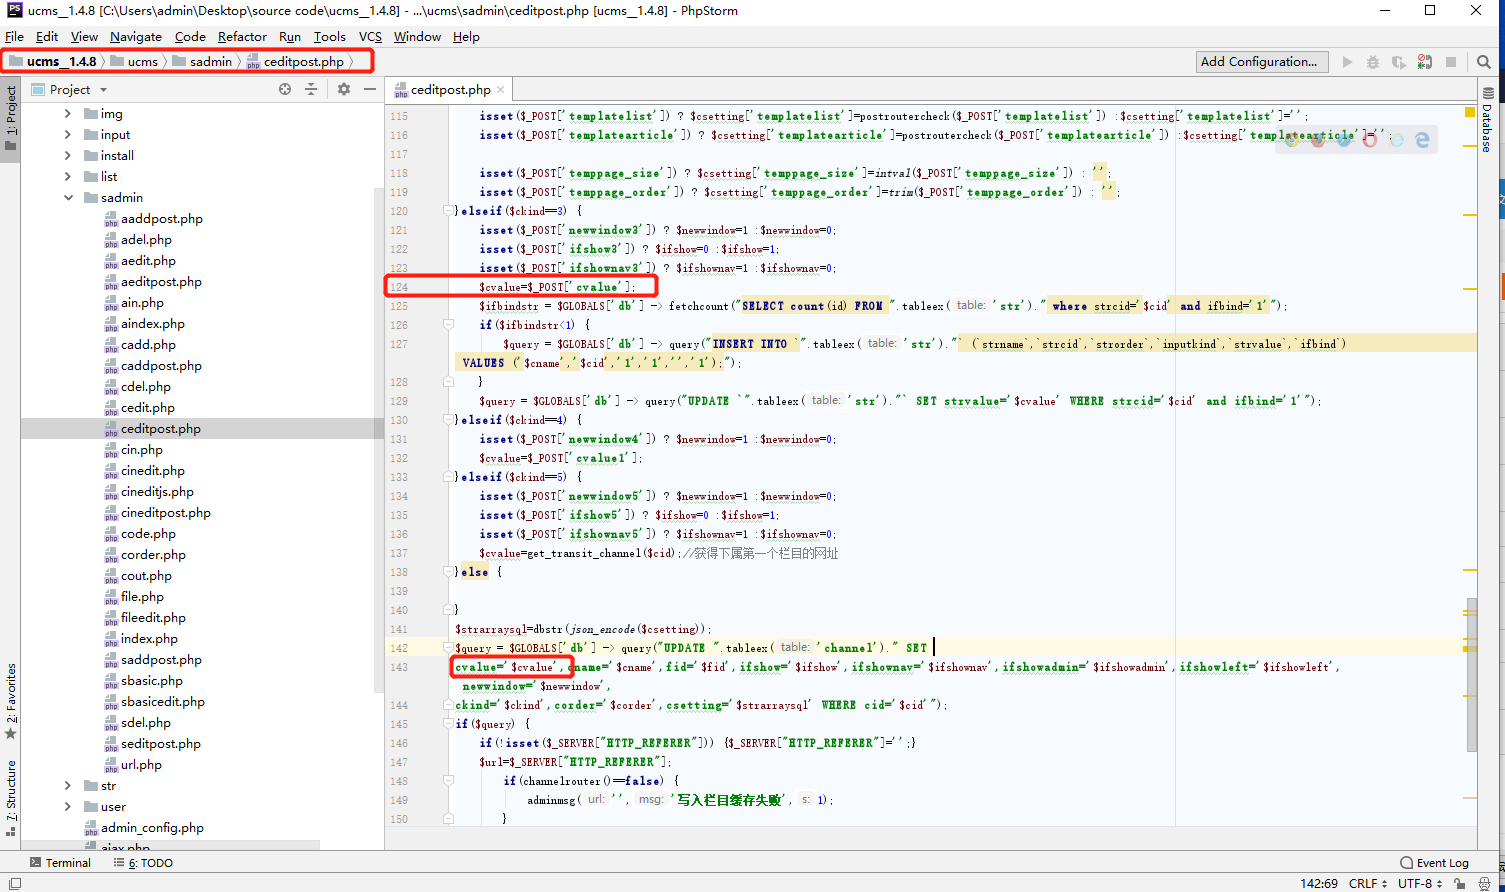 ucms__1.4.8 [C:\Users\admin\Desktop\source code\ucms__1.4.8] - ...\ucms\sadmin\ceditpost.php [ucms__1.4.8] - PhpStorm
File Edit View Navigate Code Refactor Run Tools VCS Window Help
ucms__1.4.8 ucms sadmin ceditpost.php
Add Configuration...
1: Project
Project
img
input
install
list
sadmin
aaddpost.php
adel.php
aedit.php
aeditpost.php
ain.php
aindex.php
cadd.php
caddpost.php
cdel.php
cedit.php
ceditpost.php
cin.php
cinedit.php
cineditjs.php
cineditpost.php
code.php
corder.php
cout.php
file.php
fileedit.php
index.php
saddpost.php
sbasic.php
sbasicedit.php
sdel.php
seditpost.php
url.php
str
user
admin_config.php
ajax.php
2: Favorites
7: Structure
ceditpost.php
115 isset($_POST['templatelist']) ? $csetting['templatelist']=postroutercheck($_POST['templatelist']) :$csetting['templatelist']='';
116 isset($_POST['templatearticle']) ? $csetting['templatearticle']=postroutercheck($_POST['templatearticle']) :$csetting['templatearticle']='';
117
118 isset($_POST['temppage_size']) ? $csetting['temppage_size']=intval($_POST['temppage_size']) : '';
119 isset($_POST['temppage_order']) ? $csetting['temppage_order']=trim($_POST['temppage_order']) : '';
120 }elseif($ckind==3) {
121 isset($_POST['newwindow3']) ? $newwindow=1 :$newwindow=0;
122 isset($_POST['ifshow3']) ? $ifshow=0 :$ifshow=1;
123 isset($_POST['ifshownav3']) ? $ifshownav=1 :$ifshownav=0;
124 $cvalue=$_POST['cvalue'];
125 $ifbindstr = $GLOBALS['db'] -> fetchcount("SELECT count(id) FROM ".tableex( table: 'str')." where strcid='$cid' and ifbind='1'");
126 if($ifbindstr<1) {
127 $query = $GLOBALS['db'] -> query("INSERT INTO `".tableex( table: 'str')."` (`strname`,`strcid`,`strorder`,`inputkind`,`strvalue`,`ifbind`)
VALUES ('$cname','$cid','1','1','','1');");
128 }
129 $query = $GLOBALS['db'] -> query("UPDATE `".tableex( table: 'str')."` SET strvalue='$cvalue' WHERE strcid='$cid' and ifbind='1'");
130 }elseif($ckind==4) {
131 isset($_POST['newwindow4']) ? $newwindow=1 :$newwindow=0;
132 $cvalue=$_POST['cvalue1'];
133 }elseif($ckind==5) {
134 isset($_POST['newwindow5']) ? $newwindow=1 :$newwindow=0;
135 isset($_POST['ifshow5']) ? $ifshow=0 :$ifshow=1;
136 isset($_POST['ifshownav5']) ? $ifshownav=1 :$ifshownav=0;
137 $cvalue=get_transit_channel($cid);//获得下属第一个栏目的网址
138 }else {
139
140 }
141 $strarraysql=dbstr(json_encode($csetting));
142 $query = $GLOBALS['db'] -> query("UPDATE ".tableex( table: 'channel')." SET
143 cvalue='$cvalue',cname='$cname',fid='$fid',ifshow='$ifshow',ifshownav='$ifshownav',ifshowadmin='$ifshowadmin',ifshowleft='$ifshowleft',
newwindow='$newwindow',
144 ckind='$ckind',corder='$corder',csetting='$strarraysql' WHERE cid='$cid'");
145 if($query) {
146 if(!isset($_SERVER["HTTP_REFERER"])) {$_SERVER["HTTP_REFERER"]='';}
147 $url=$_SERVER["HTTP_REFERER"];
148 if(channelrouter()==false) {
149 adminmsg( url: '', msg: '写入栏目缓存失败', s: 1);
150 }
Database
Terminal 6: TODO
Event Log
142:69 CRLF UTF-8